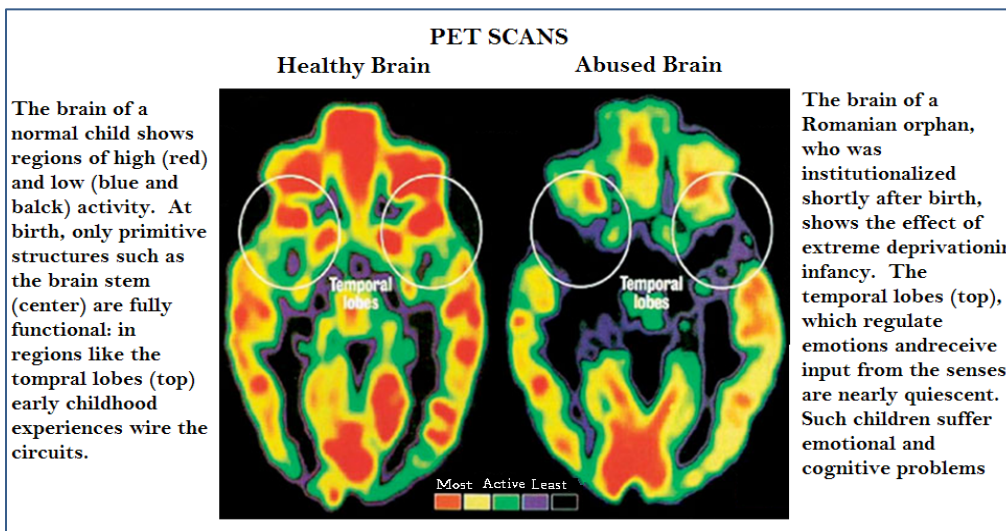 PET SCANS
Healthy Brain
Abused Brain
The brain of a
normal child shows
regions of high (red)
and low (blue and
balck) activity. At
birth, only primitive
structures such as
the brain stem
(center) are fully
functional: in
regions like the
tompral lobes (top)
early childhood
experiences wire the
circuits.
Temporal
lobes
Temporal
lobes
Most Active Least
The brain of a
Romanian orphan,
who was
institutionalized
shortly after birth,
shows the effect of
extreme deprivationin
infancy. The
temporal lobes (top),
which regulate
emotions andreceive
input from the senses
are nearly quiescent.
Such children suffer
emotional and
cognitive problems